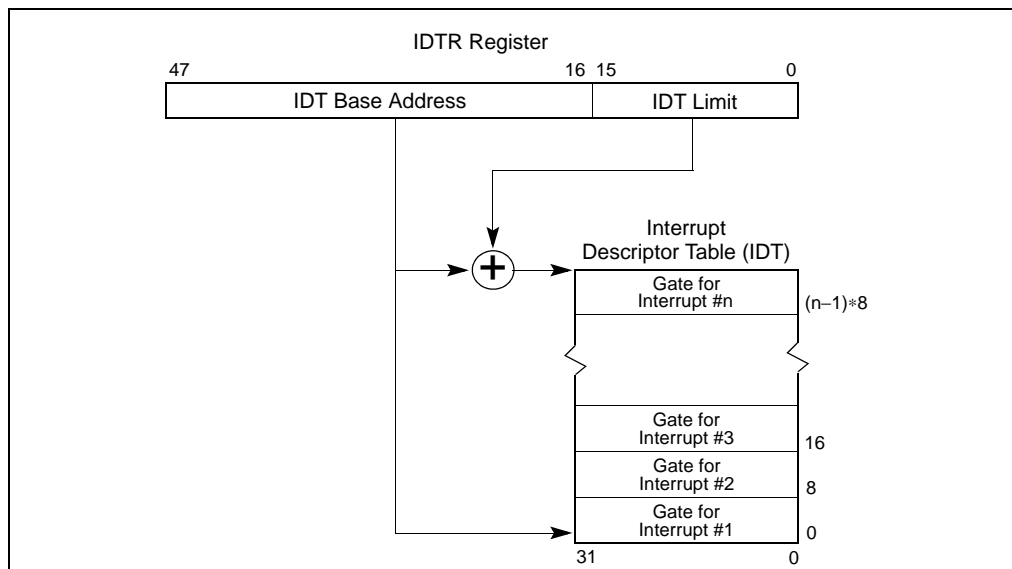 IDTR Register
47 16 15 0
IDT Base Address IDT Limit
+
Interrupt
Descriptor Table (IDT)
Gate for
Interrupt #n
(n–1)∗8
Gate for
Interrupt #3
16
Gate for
Interrupt #2
8
Gate for
Interrupt #1
0
31 0